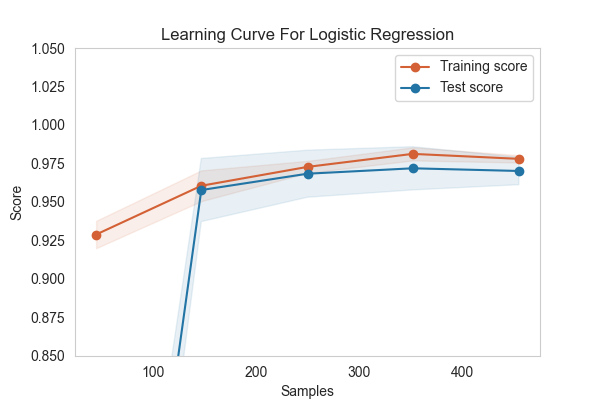 Learning Curve For Logistic Regression
1.050
1.025
1.000
0.975
0.950
0.925
0.900
0.875
0.850
Score
Training score
Test score
100
200
300
400
Samples